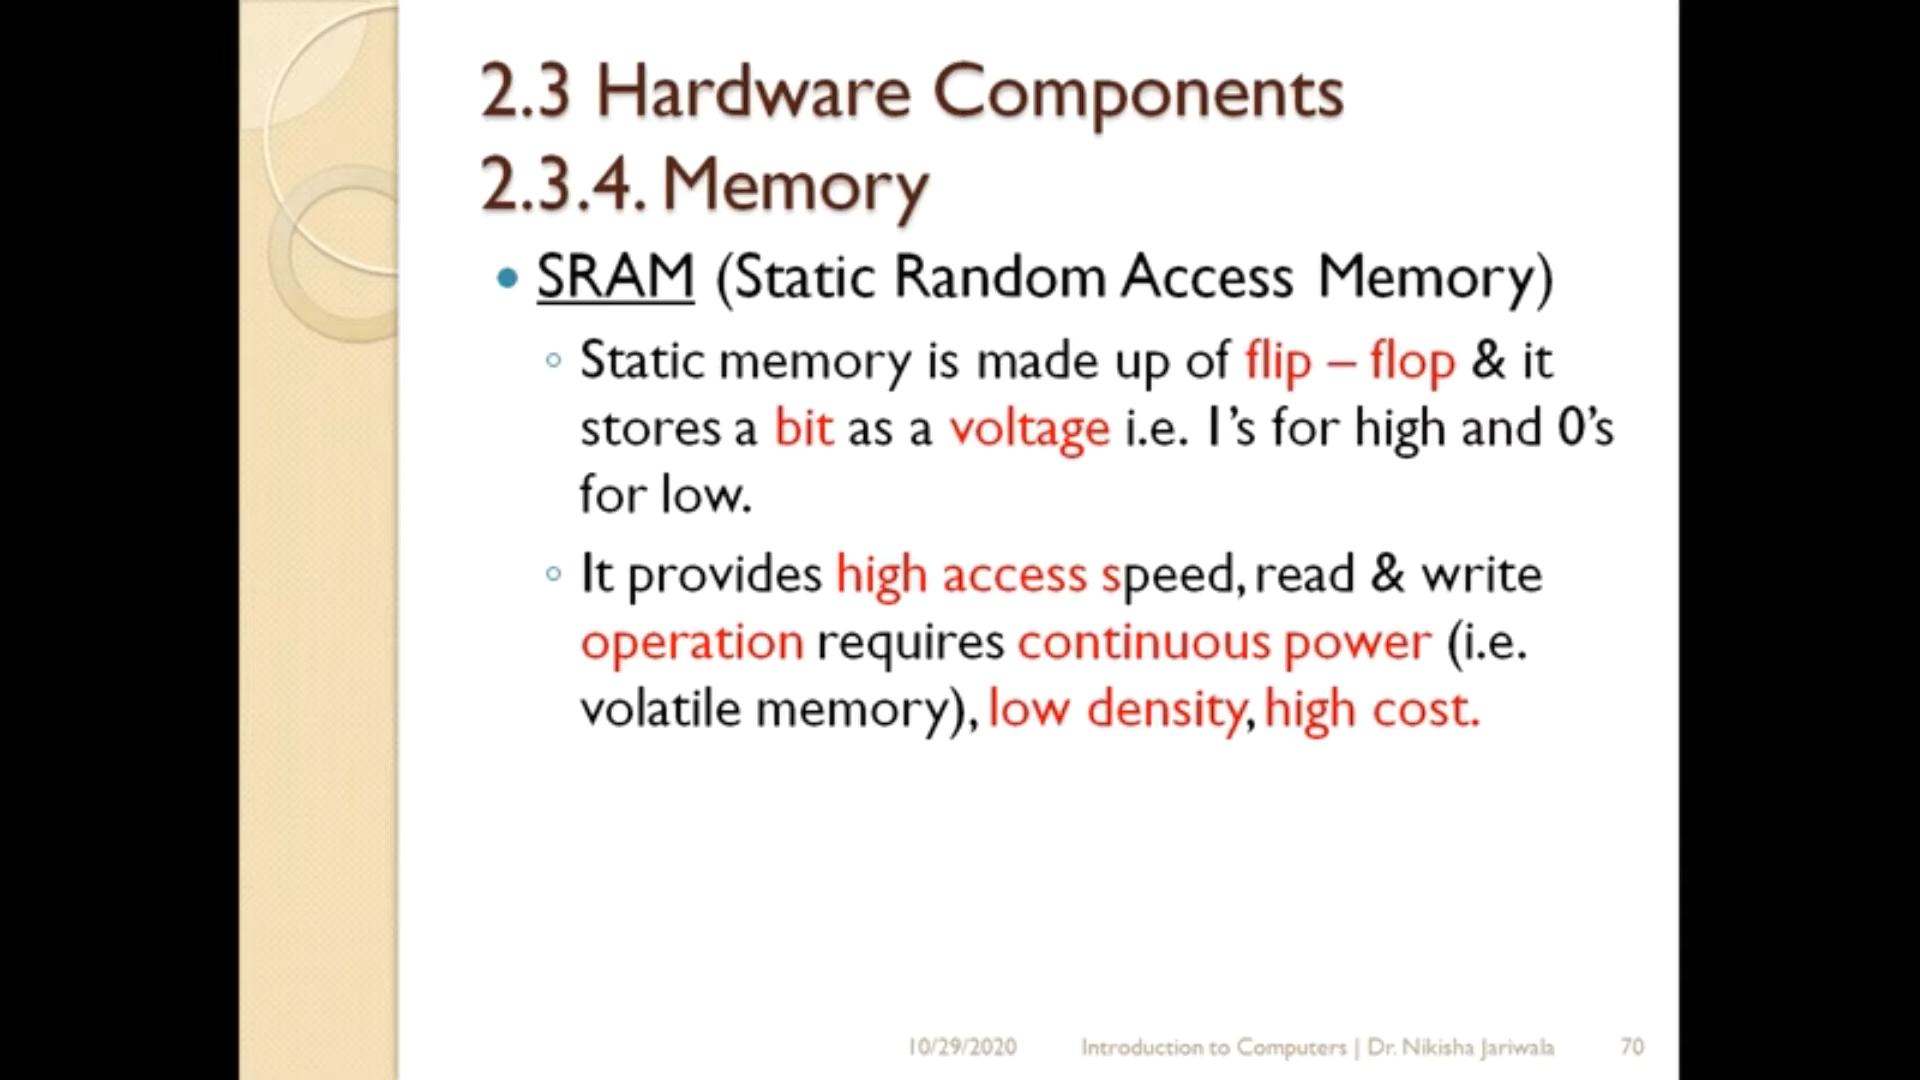 2.3 Hardware Components
2.3.4. Memory
• SRAM (Static Random Access Memory)
◦ Static memory is made up of flip – flop & it
stores a bit as a voltage i.e. 1’s for high and 0’s
for low.
◦ It provides high access speed, read & write
operation requires continuous power (i.e.
volatile memory), low density, high cost.
10/29/2020 Introduction to Computers | Dr. Nikisha Jariwala 70